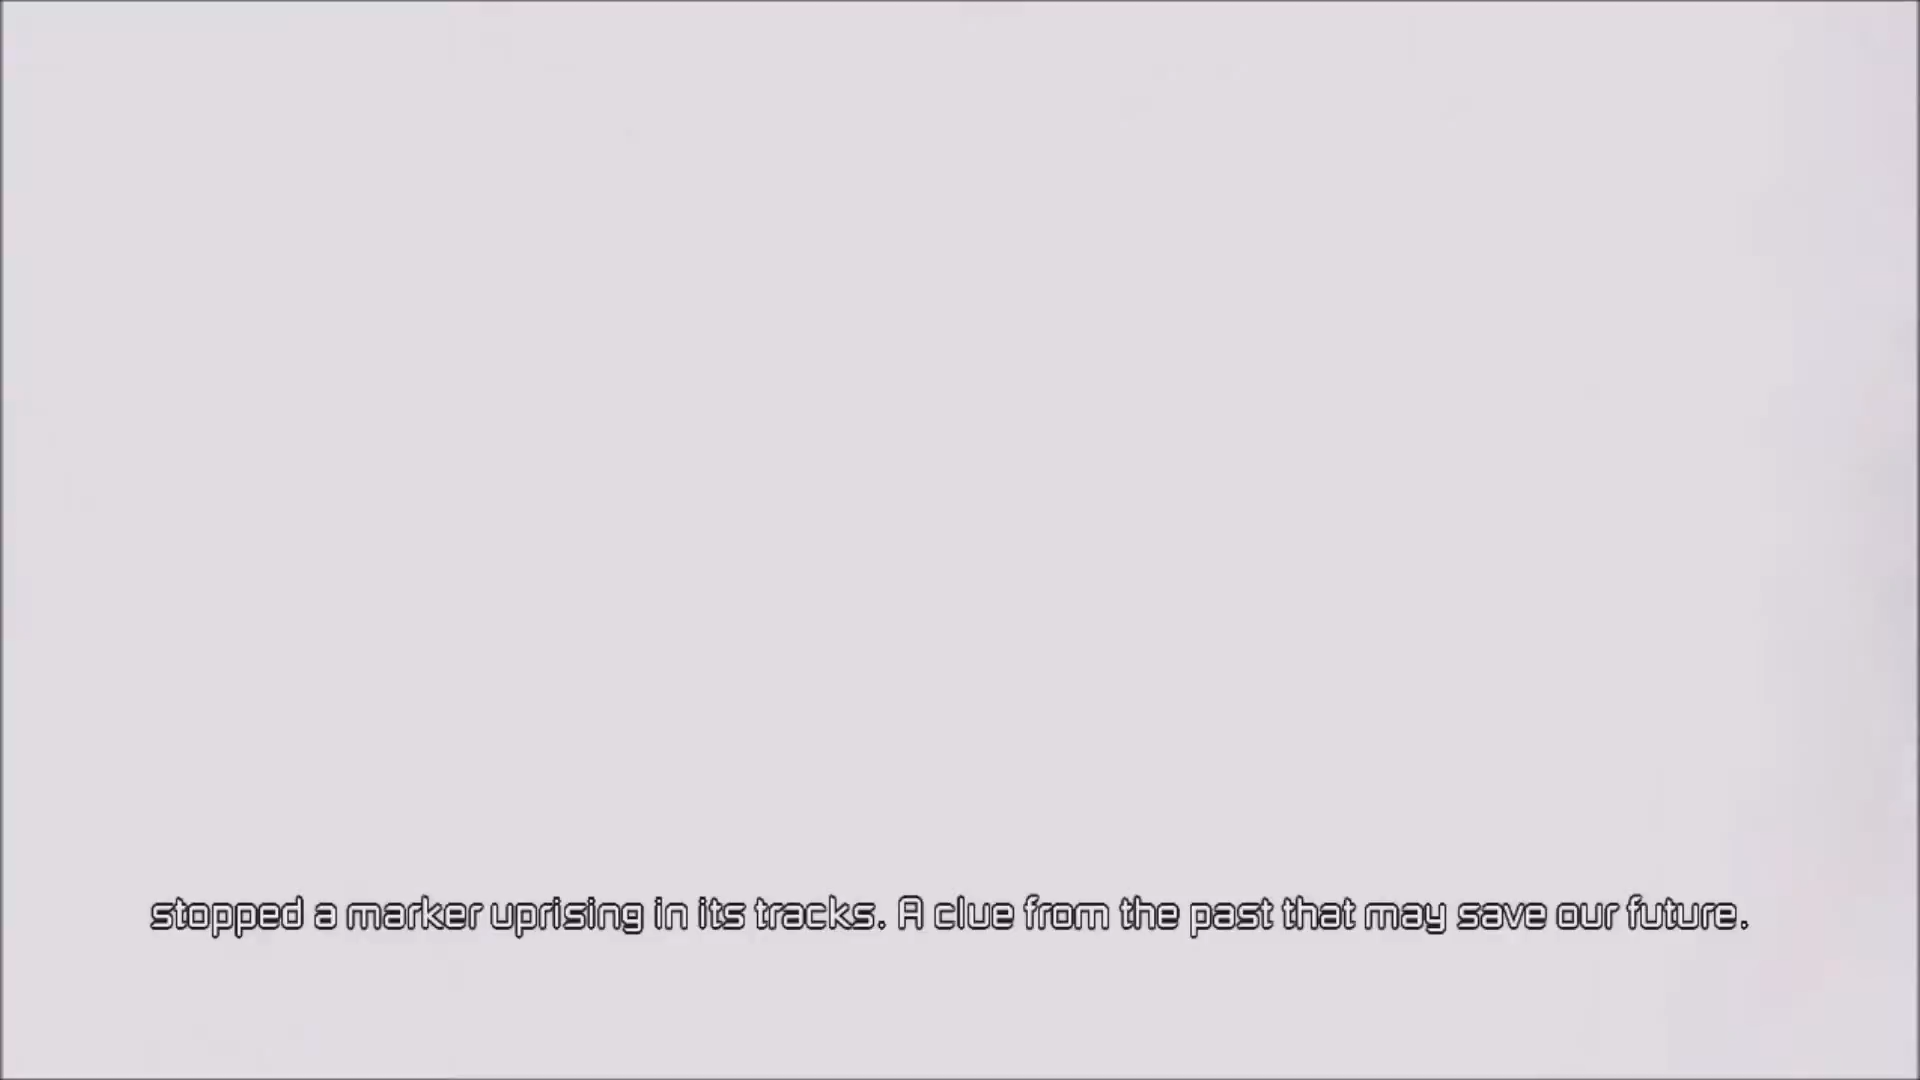 stopped a marker uprising in its tracks. A clue from the past that may save our future.